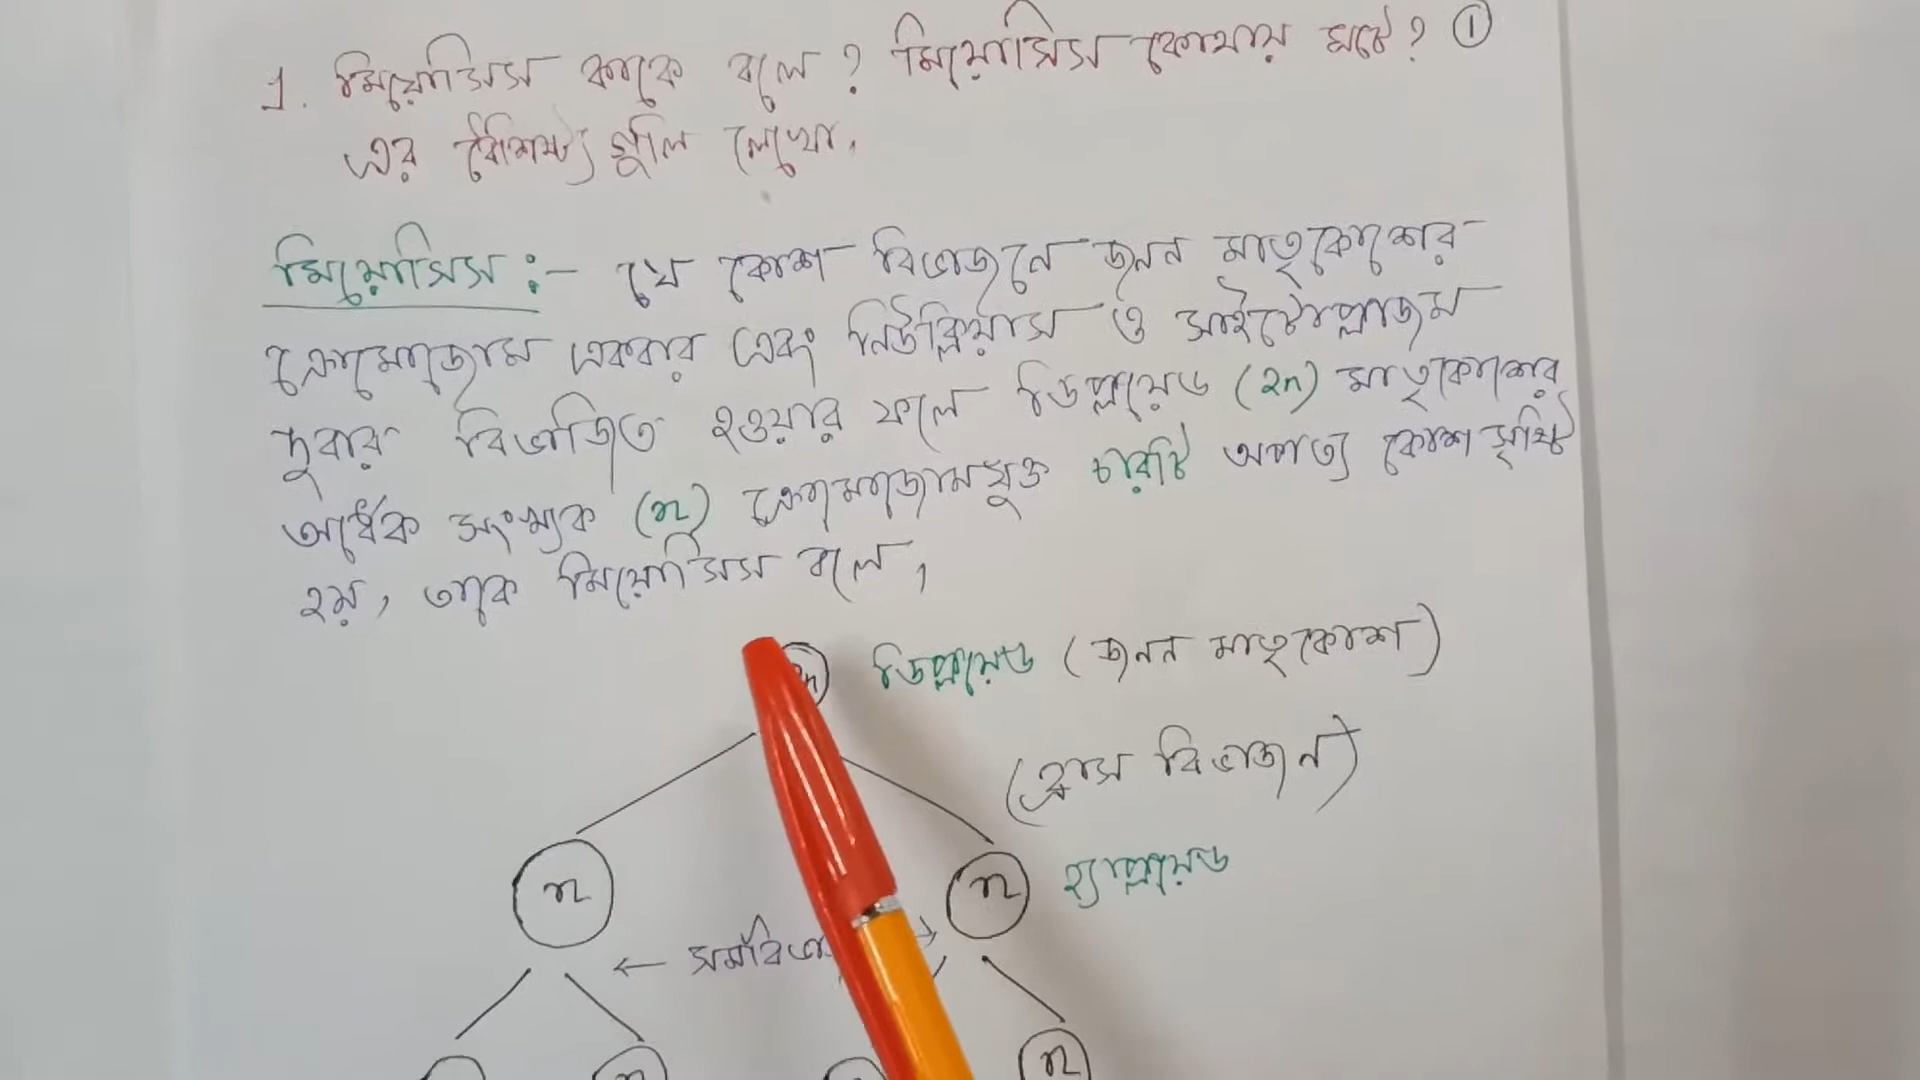 1. মিয়োসিস কাকে বলে? মিয়োসিস কোথায় ঘটে? ①
এর বৈশিষ্ট্যগুলি লেখো।
মিয়োসিস :- যে কোশ বিভাজনে জনন মাতৃকোশের
ক্রোমোজোম একবার এবং নিউক্লিয়াস ও সাইটোপ্লাজম
দুবার বিভাজিত হওয়ার ফলে ডিপ্লয়েড (2n) মাতৃকোশের
অর্ধেক সংখ্যক (n) ক্রোমোজোমযুক্ত চারটি অপত্য কোশ সৃষ্টি
হয়, তাকে মিয়োসিস বলে।
ডিপ্লয়েড (জনন মাতৃকোশ)
(হ্রাস বিভাজন)
n n হ্যাপ্লয়েড
← →
n